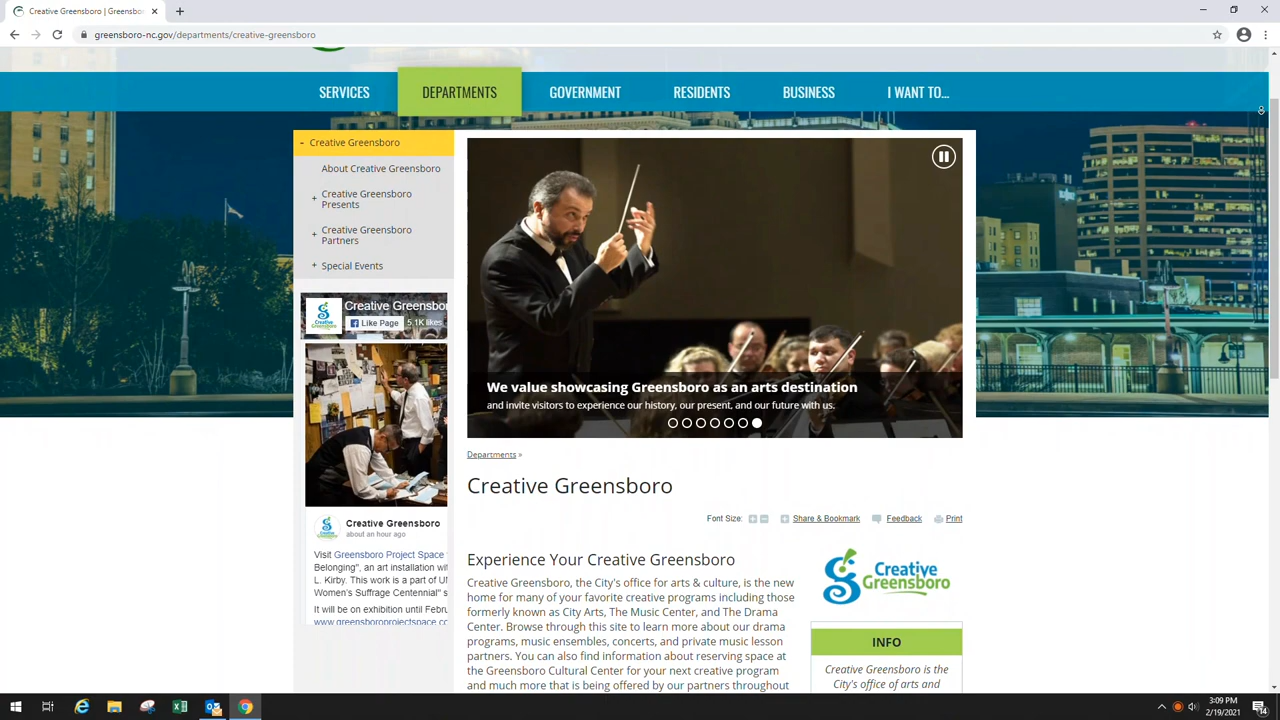 Creative Greensboro | Greensbo
greensboro-nc.gov/departments/creative-greensboro
SERVICES DEPARTMENTS GOVERNMENT RESIDENTS BUSINESS I WANT TO...
- Creative Greensboro
About Creative Greensboro
+ Creative Greensboro
Presents
+ Creative Greensboro
Partners
+ Special Events
Creative Greensbor
Like Page 5.1K likes
Creative
Greensboro
We value showcasing Greensboro as an arts destination
and invite visitors to experience our history, our present, and our future with us.
Departments »
Creative Greensboro
Font Size: + - Share & Bookmark Feedback Print
Creative Greensboro
about an hour ago
Visit Greensboro Project Space
Belonging", an art installation wit
L. Kirby. This work is a part of UN
Women's Suffrage Centennial" s
It will be on exhibition until Febru
www.greensboroprojectspace.co
Experience Your Creative Greensboro
Creative Greensboro, the City's office for arts & culture, is the new
home for many of your favorite creative programs including those
formerly known as City Arts, The Music Center, and The Drama
Center. Browse through this site to learn more about our drama
programs, music ensembles, concerts, and private music lesson
partners. You can also find information about reserving space at
the Greensboro Cultural Center for your next creative program
and much more that is being offered by our partners throughout
Creative
Greensboro
INFO
Creative Greensboro is the
City's office of arts and
3:09 PM
2/19/2021
14